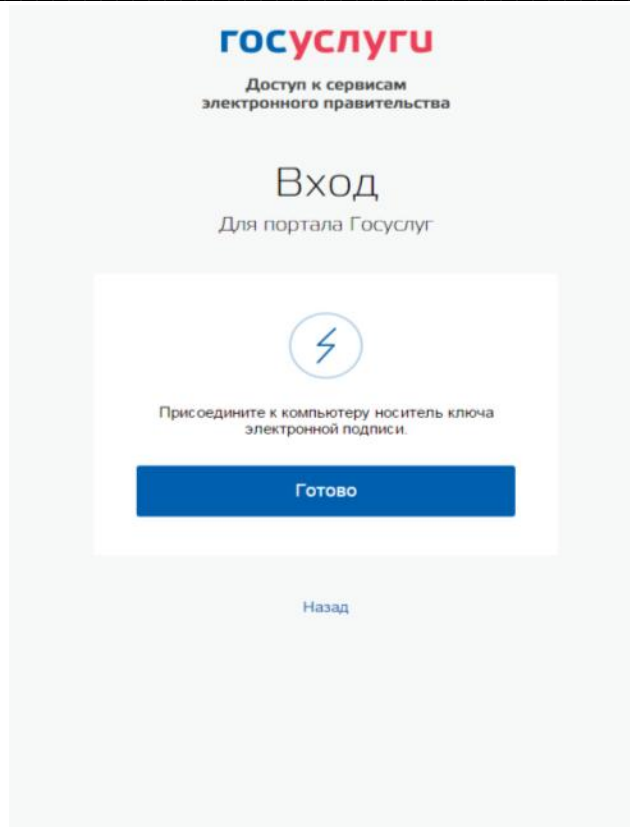 госуслуги
Доступ к сервисам
электронного правительства
Вход
Для портала Госуслуг
Присоедините к компьютеру носитель ключа
электронной подписи.
Готово
Назад